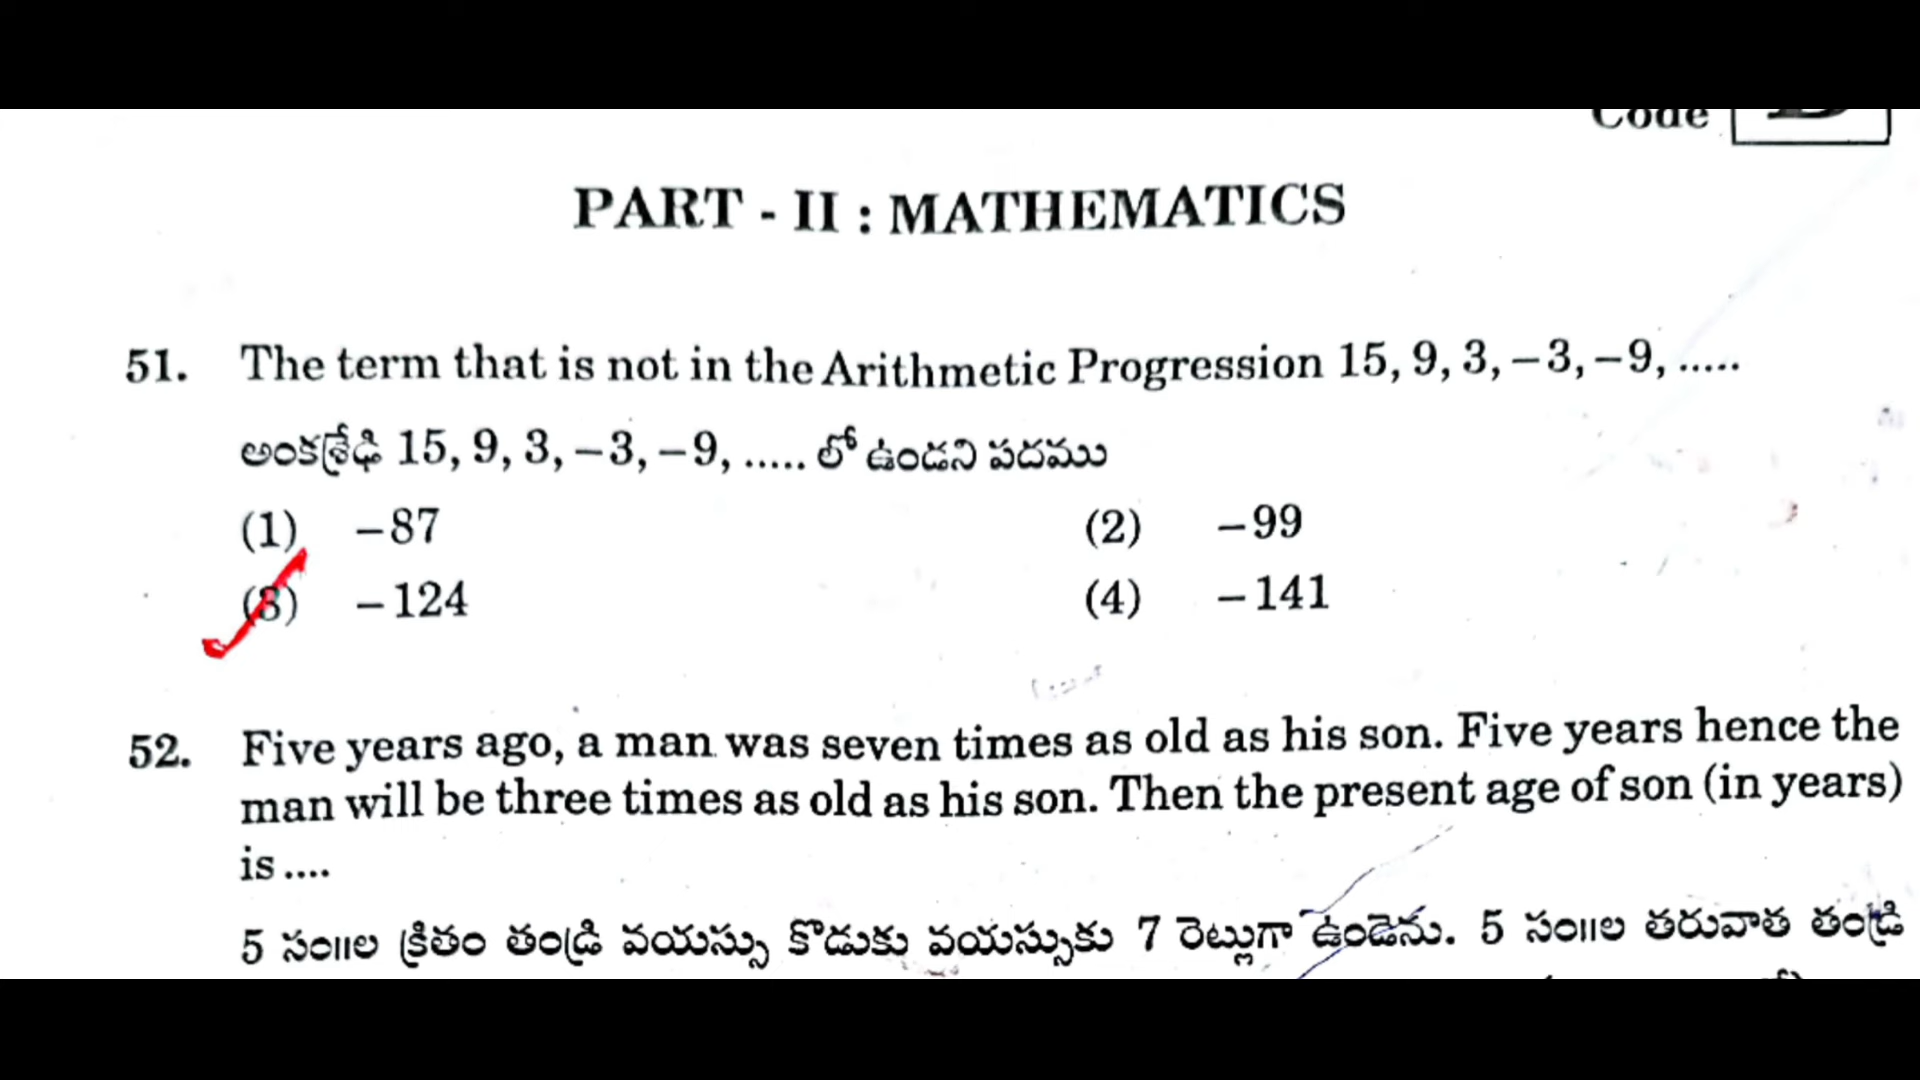 Code
PART - II : MATHEMATICS
51. The term that is not in the Arithmetic Progression 15, 9, 3, −3, −9, .....
అంకశ్రేఢి 15, 9, 3, −3, −9, ..... లో ఉండని పదము
(1) −87 (2) −99
(3) −124 (4) −141
52. Five years ago, a man was seven times as old as his son. Five years hence the
man will be three times as old as his son. Then the present age of son (in years)
is ....
5 సం॥ల క్రితం తండ్రి వయస్సు కొడుకు వయస్సుకు 7 రెట్లుగా ఉండెను. 5 సం॥ల తరువాత తండ్రి